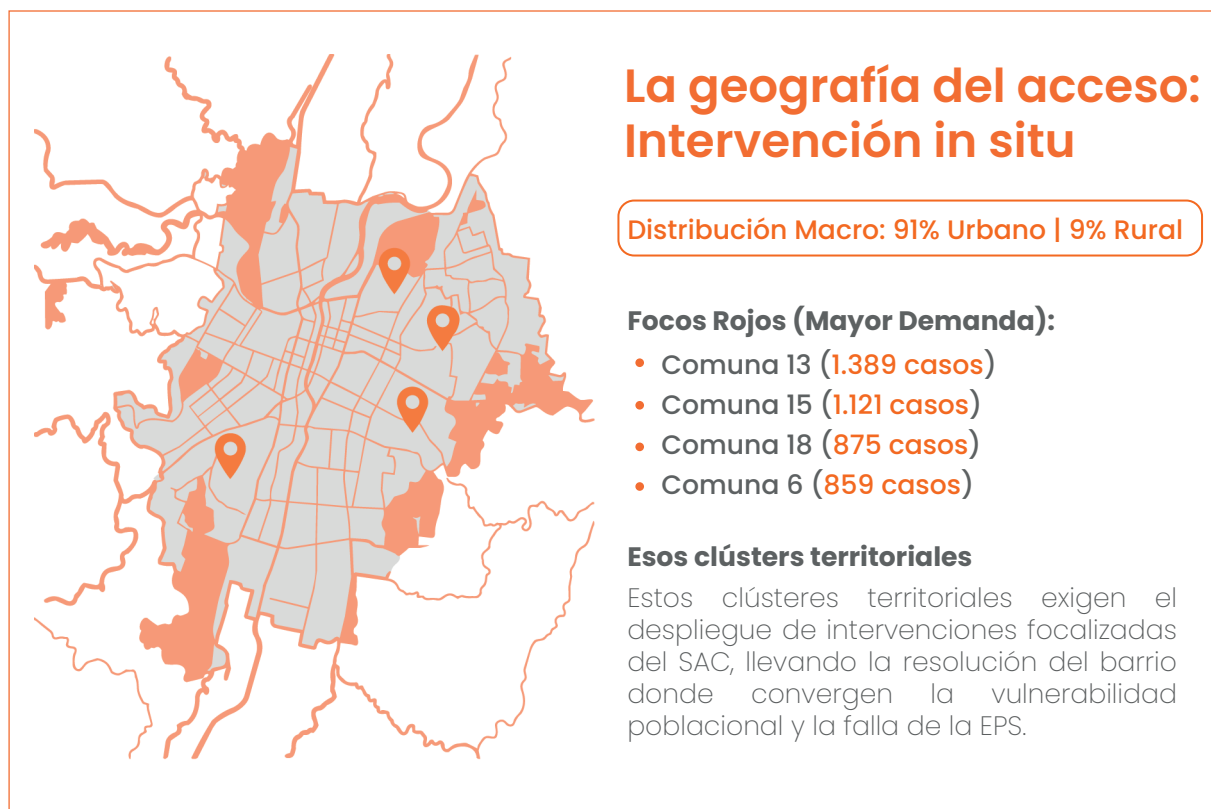 La geografía del acceso:
Intervención in situ
Distribución Macro: 91% Urbano | 9% Rural
Focos Rojos (Mayor Demanda):
• Comuna 13 (1.389 casos)
• Comuna 15 (1.121 casos)
• Comuna 18 (875 casos)
• Comuna 6 (859 casos)
Esos clústers territoriales
Estos clústeres territoriales exigen el
despliegue de intervenciones focalizadas
del SAC, llevando la resolución del barrio
donde convergen la vulnerabilidad
poblacional y la falla de la EPS.